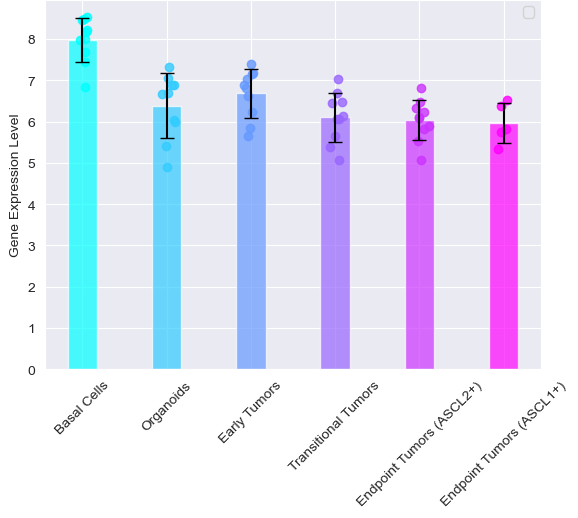 Gene Expression Level
8
7
6
5
4
3
2
1
0
Basal Cells
Organoids
Early Tumors
Transitional Tumors
Endpoint Tumors (ASCL2+)
Endpoint Tumors (ASCL1+)